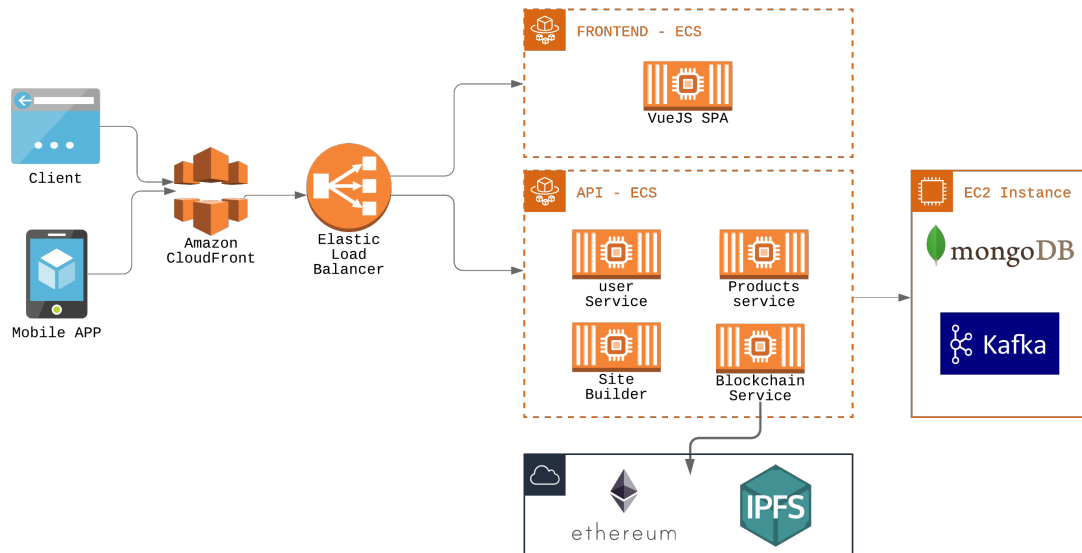 FRONTEND - ECS
VueJS SPA
Client
Amazon
CloudFront
Elastic
Load
Balancer
Mobile APP
API - ECS
user
Service
Products
service
Site
Builder
Blockchain
Service
EC2 Instance
mongoDB
Kafka
ethereum
IPFS